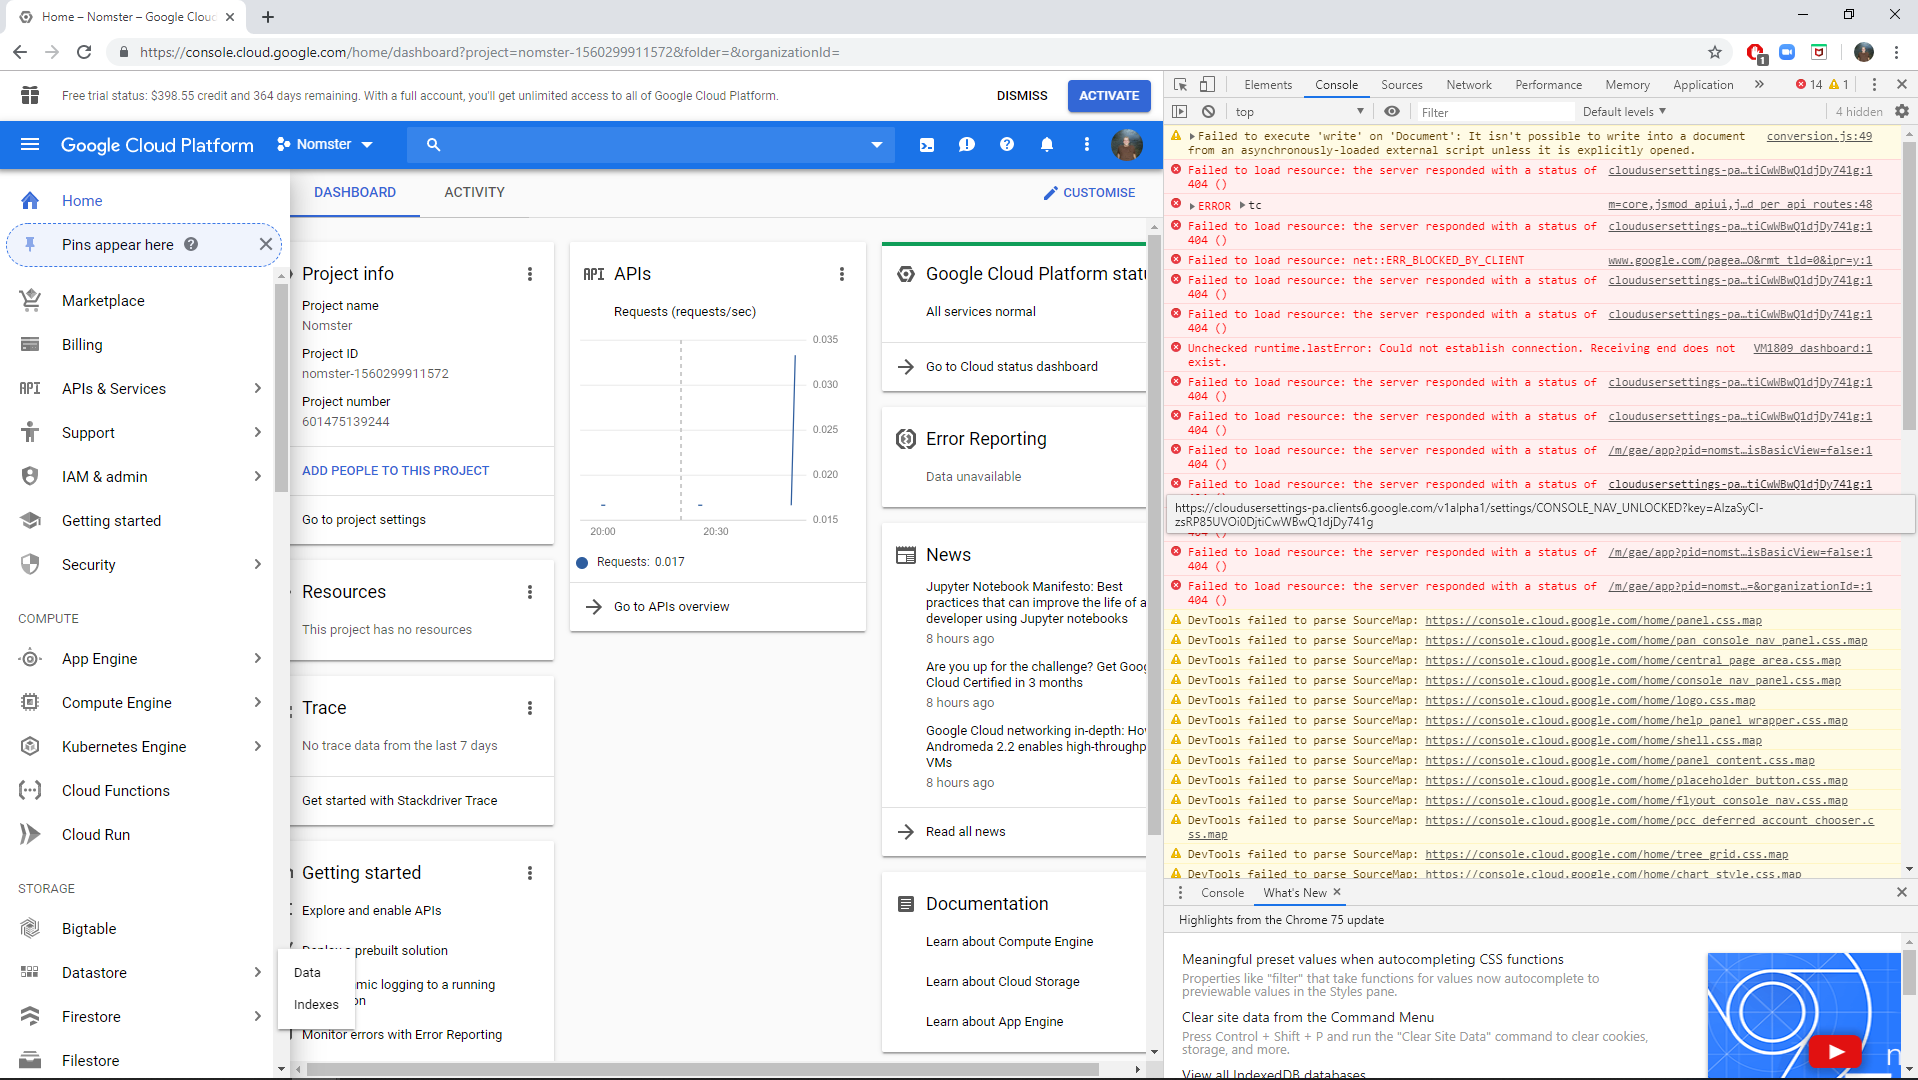 Home – Nomster – Google Cloud
https://console.cloud.google.com/home/dashboard?project=nomster-1560299911572&folder=&organizationId=
1
Free trial status: $398.55 credit and 364 days remaining. With a full account, you'll get unlimited access to all of Google Cloud Platform.
DISMISS
ACTIVATE
Google Cloud Platform
Nomster
Home
Pins appear here
Marketplace
Billing
API
APIs & Services
Support
IAM & admin
Getting started
Security
COMPUTE
App Engine
Compute Engine
Kubernetes Engine
Cloud Functions
Cloud Run
STORAGE
Bigtable
Datastore
Firestore
Filestore
Data
Indexes
DASHBOARD
ACTIVITY
CUSTOMISE
Project info
Project name
Nomster
Project ID
nomster-1560299911572
Project number
601475139244
ADD PEOPLE TO THIS PROJECT
Go to project settings
Resources
This project has no resources
Trace
No trace data from the last 7 days
Get started with Stackdriver Trace
Getting started
Explore and enable APIs
prebuilt solution
logging to a running
Monitor errors with Error Reporting
API
APIs
Requests (requests/sec)
0.035
0.030
0.025
0.020
0.015
20:00
20:30
Requests: 0.017
Go to APIs overview
Google Cloud Platform statu
All services normal
Go to Cloud status dashboard
Error Reporting
Data unavailable
News
Jupyter Notebook Manifesto: Best
practices that can improve the life of a
developer using Jupyter notebooks
8 hours ago
Are you up for the challenge? Get Goog
Cloud Certified in 3 months
8 hours ago
Google Cloud networking in-depth: How
Andromeda 2.2 enables high-throughp
VMs
8 hours ago
Read all news
Documentation
Learn about Compute Engine
Learn about Cloud Storage
Learn about App Engine
Elements
Console
Sources
Network
Performance
Memory
Application
14
1
top
Filter
Default levels
4 hidden
Failed to execute 'write' on 'Document': It isn't possible to write into a document conversion.js:49
from an asynchronously-loaded external script unless it is explicitly opened.
Failed to load resource: the server responded with a status of cloudusersettings-pa…tiCwWBwQ1djDy741g:1
404 ()
ERROR tc m=core,jsmod_apiui,j…d_per_api_routes:48
Failed to load resource: the server responded with a status of cloudusersettings-pa…tiCwWBwQ1djDy741g:1
404 ()
Failed to load resource: net::ERR_BLOCKED_BY_CLIENT www.google.com/pagea…O&rmt_tld=0&ipr=y:1
Failed to load resource: the server responded with a status of cloudusersettings-pa…tiCwWBwQ1djDy741g:1
404 ()
Failed to load resource: the server responded with a status of cloudusersettings-pa…tiCwWBwQ1djDy741g:1
404 ()
Unchecked runtime.lastError: Could not establish connection. Receiving end does not VM1809 dashboard:1
exist.
Failed to load resource: the server responded with a status of cloudusersettings-pa…tiCwWBwQ1djDy741g:1
404 ()
Failed to load resource: the server responded with a status of cloudusersettings-pa…tiCwWBwQ1djDy741g:1
404 ()
Failed to load resource: the server responded with a status of /m/gae/app?pid=nomst…isBasicView=false:1
404 ()
Failed to load resource: the server responded with a status of cloudusersettings-pa…tiCwWBwQ1djDy741g:1
https://cloudusersettings-pa.clients6.google.com/v1alpha1/settings/CONSOLE_NAV_UNLOCKED?key=AIzaSyCI-
zsRP85UVOi0DjtiCwWBwQ1djDy741g
404 ()
Failed to load resource: the server responded with a status of /m/gae/app?pid=nomst…isBasicView=false:1
404 ()
Failed to load resource: the server responded with a status of /m/gae/app?pid=nomst…=&organizationId=:1
404 ()
DevTools failed to parse SourceMap: https://console.cloud.google.com/home/panel.css.map
DevTools failed to parse SourceMap: https://console.cloud.google.com/home/pan_console_nav_panel.css.map
DevTools failed to parse SourceMap: https://console.cloud.google.com/home/central_page_area.css.map
DevTools failed to parse SourceMap: https://console.cloud.google.com/home/console_nav_panel.css.map
DevTools failed to parse SourceMap: https://console.cloud.google.com/home/logo.css.map
DevTools failed to parse SourceMap: https://console.cloud.google.com/home/help_panel_wrapper.css.map
DevTools failed to parse SourceMap: https://console.cloud.google.com/home/shell.css.map
DevTools failed to parse SourceMap: https://console.cloud.google.com/home/panel_content.css.map
DevTools failed to parse SourceMap: https://console.cloud.google.com/home/placeholder_button.css.map
DevTools failed to parse SourceMap: https://console.cloud.google.com/home/flyout_console_nav.css.map
DevTools failed to parse SourceMap: https://console.cloud.google.com/home/pcc_deferred_account_chooser.c
ss.map
DevTools failed to parse SourceMap: https://console.cloud.google.com/home/tree_grid.css.map
DevTools failed to parse SourceMap: https://console.cloud.google.com/home/chart_style.css.map
Console
What's New
Highlights from the Chrome 75 update
Meaningful preset values when autocompleting CSS functions
Properties like "filter" that take functions for values now autocomplete to
previewable values in the Styles pane.
Clear site data from the Command Menu
Press Control + Shift + P and run the "Clear Site Data" command to clear cookies,
storage, and more.
View all IndexedDB databases